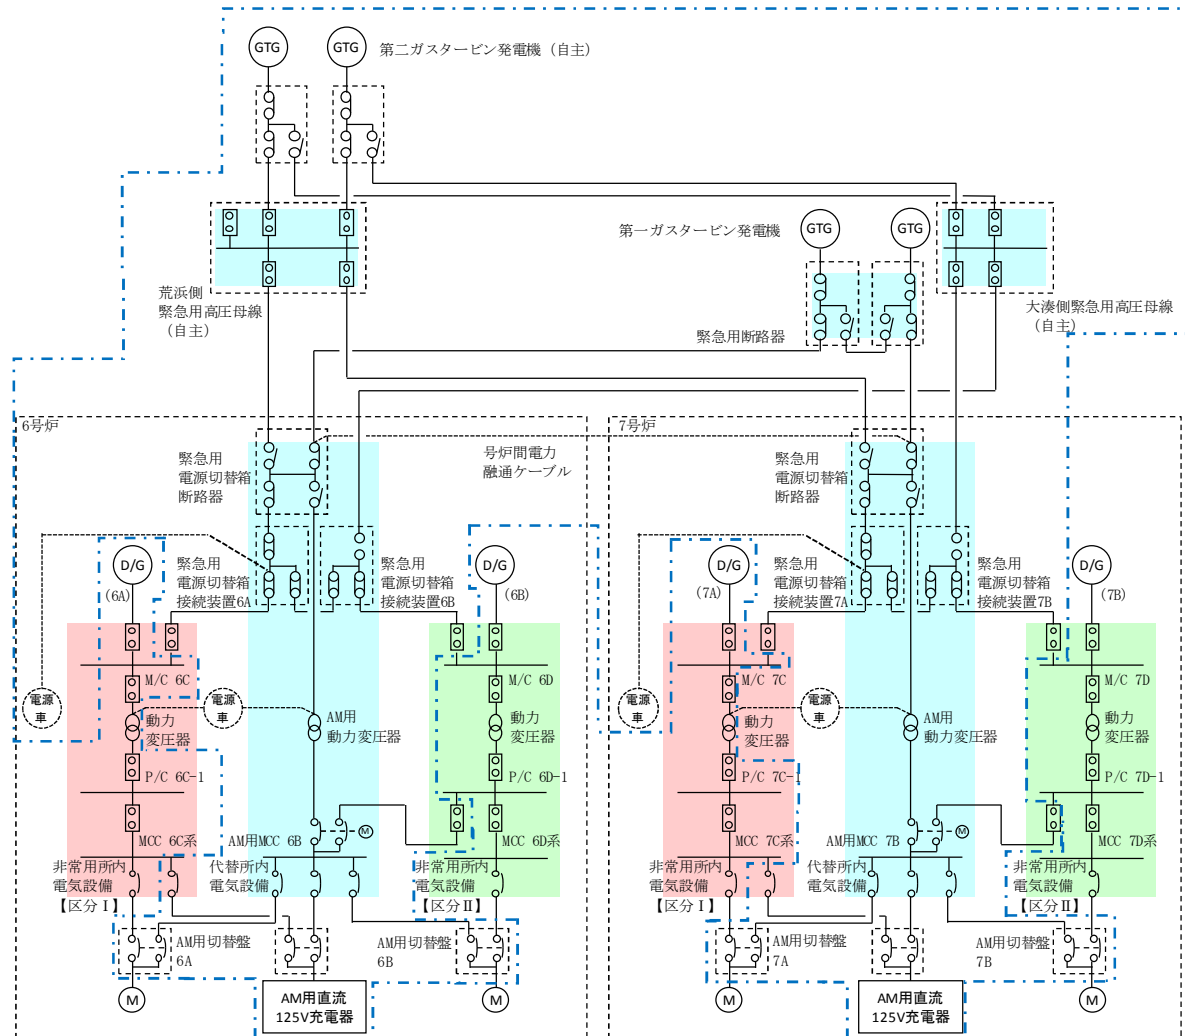 GTG
GTG
第二ガスタービン発電機（自主）
第一ガスタービン発電機
GTG
GTG
荒浜側
緊急用高圧母線
（自主）
大湊側緊急用高圧母線
（自主）
緊急用断路器
6号炉
緊急用
電源切替箱
断路器
号炉間電力
融通ケーブル
D/G
(6A)
緊急用
電源切替箱
接続装置6A
緊急用
電源切替箱
接続装置6B
D/G
(6B)
M/C 6C
M/C 6D
電源
車
電源
車
動力
変圧器
AM用
動力変圧器
動力
変圧器
P/C 6C-1
P/C 6D-1
MCC 6C系
AM用MCC 6B
M
MCC 6D系
非常用所内
電気設備
【区分Ⅰ】
代替所内
電気設備
非常用所内
電気設備
【区分Ⅱ】
AM用切替盤
6A
AM用切替盤
6B
M
AM用直流
125V充電器
M
7号炉
緊急用
電源切替箱
断路器
D/G
(7A)
緊急用
電源切替箱
接続装置7A
緊急用
電源切替箱
接続装置7B
D/G
(7B)
M/C 7C
M/C 7D
電源
車
電源
車
動力
変圧器
AM用
動力変圧器
動力
変圧器
P/C 7C-1
P/C 7D-1
MCC 7C系
AM用MCC 7B
M
MCC 7D系
非常用所内
電気設備
【区分Ⅰ】
代替所内
電気設備
非常用所内
電気設備
【区分Ⅱ】
AM用切替盤
7A
AM用切替盤
7B
M
AM用直流
125V充電器
M